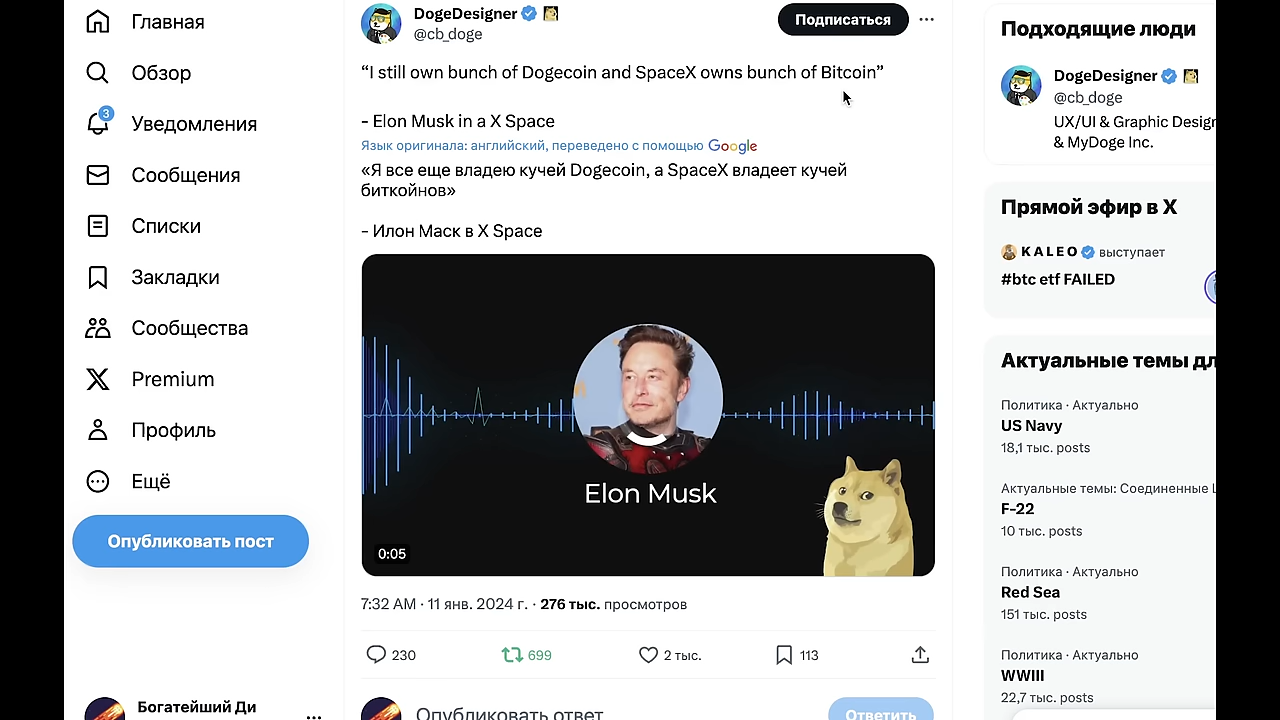 Главная
Обзор
3
Уведомления
Сообщения
Списки
Закладки
Сообщества
Premium
Профиль
Ещё
Опубликовать пост
Богатейший Ди
DogeDesigner
@cb_doge
Подписаться
“I still own bunch of Dogecoin and SpaceX owns bunch of Bitcoin”
- Elon Musk in a X Space
Язык оригинала: английский, переведено с помощью Google
«Я все еще владею кучей Dogecoin, а SpaceX владеет кучей
биткойнов»
- Илон Маск в X Space
Elon Musk
0:05
7:32 AM · 11 янв. 2024 г. · 276 тыс. просмотров
230
699
2 тыс.
113
Опубликовать ответ
Ответить
Подходящие люди
DogeDesigner
@cb_doge
UX/UI & Graphic Design
& MyDoge Inc.
Прямой эфир в X
K A L E O выступает
#btc etf FAILED
Актуальные темы дл
Политика · Актуально
US Navy
18,1 тыс. posts
Актуальные темы: Соединенные
F-22
10 тыс. posts
Политика · Актуально
Red Sea
151 тыс. posts
Политика · Актуально
WWIII
22,7 тыс. posts